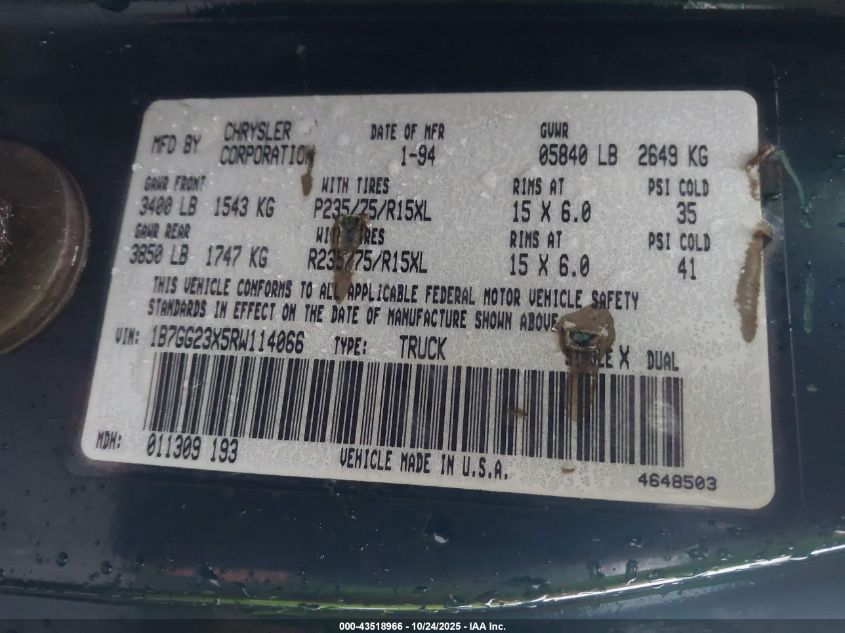 MFD BY CHRYSLER CORPORATION DATE OF MFR 1-94 GVWR 05840 LB 2649 KG
GAWR FRONT WITH TIRES RIMS AT PSI COLD
3400 LB 1543 KG P235/75/R15XL 15 X 6.0 35
GAWR REAR WITH TIRES RIMS AT PSI COLD
3850 LB 1747 KG R235/75/R15XL 15 X 6.0 41
THIS VEHICLE CONFORMS TO ALL APPLICABLE FEDERAL MOTOR VEHICLE SAFETY
STANDARDS IN EFFECT ON THE DATE OF MANUFACTURE SHOWN ABOVE
VIN: 1B7GG23X5RW114066 TYPE: TRUCK SINGLE X DUAL
MDH: 011309 193 VEHICLE MADE IN U.S.A. 4648503
000-43518966 - 10/24/2025 - IAA Inc.